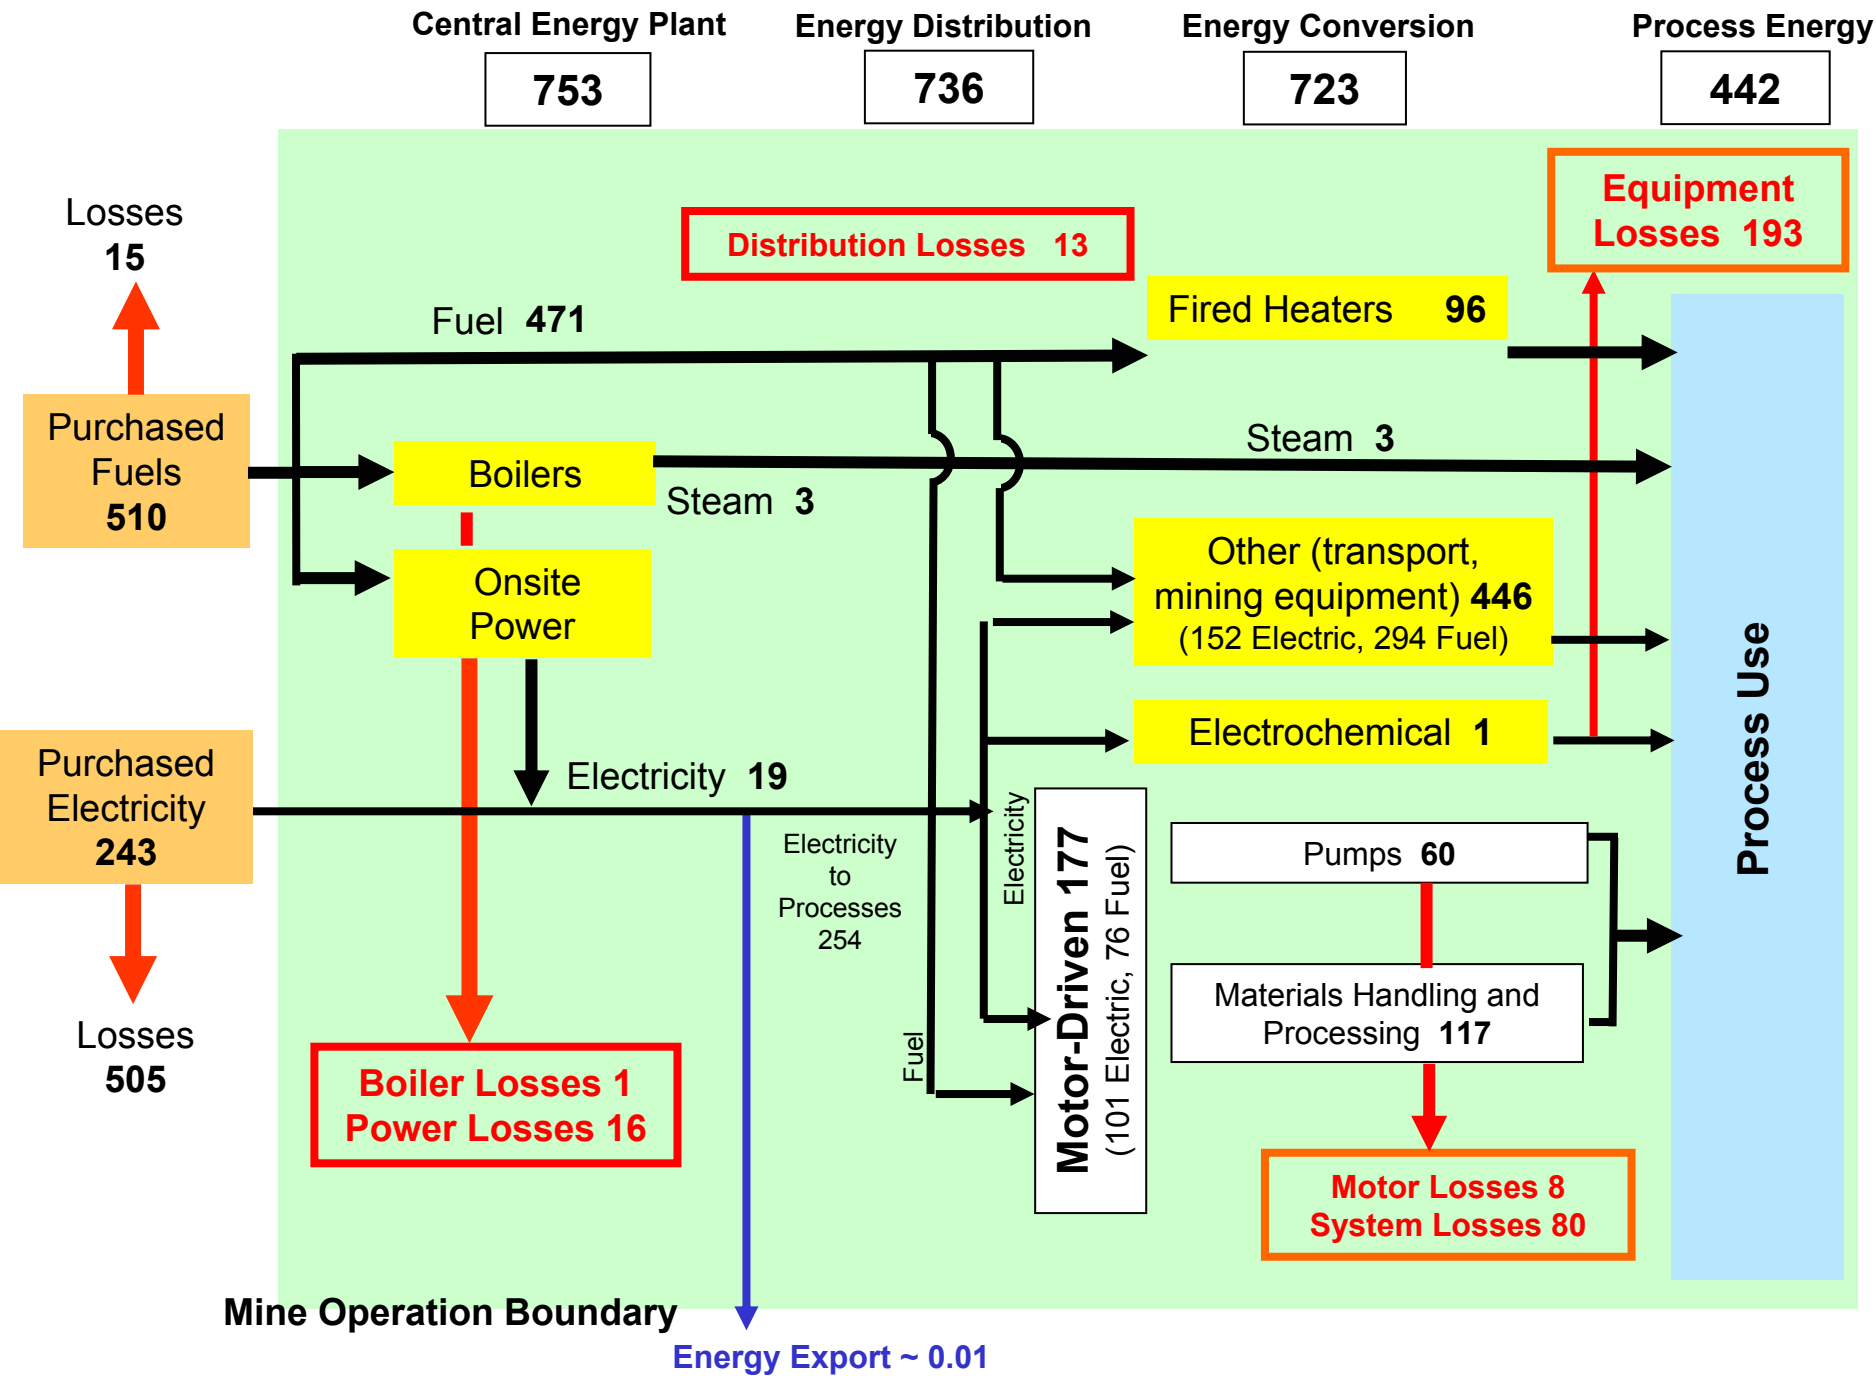 Central Energy Plant
753
Energy Distribution
736
Energy Conversion
723
Process Energy
442
Losses
15
Purchased
Fuels
510
Purchased
Electricity
243
Losses
505
Distribution Losses 13
Equipment
Losses 193
Fuel 471
Fired Heaters 96
Boilers
Steam 3
Steam 3
Onsite
Power
Other (transport,
mining equipment) 446
(152 Electric, 294 Fuel)
Electrochemical 1
Electricity 19
Electricity
to
Processes
254
Electricity
Fuel
Motor-Driven 177
(101 Electric, 76 Fuel)
Pumps 60
Materials Handling and
Processing 117
Process Use
Boiler Losses 1
Power Losses 16
Motor Losses 8
System Losses 80
Mine Operation Boundary
Energy Export ~ 0.01